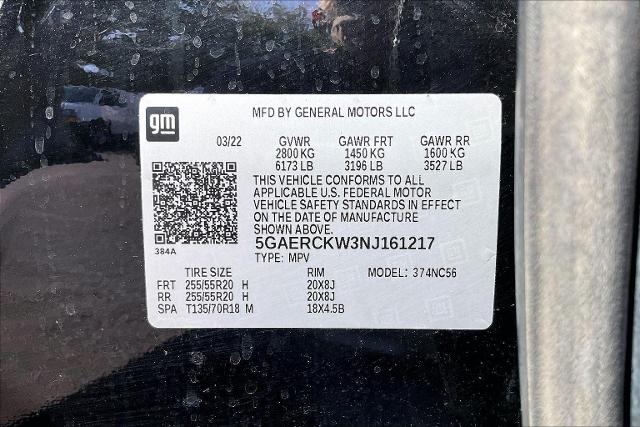 gm
MFD BY GENERAL MOTORS LLC
03/22 GVWR GAWR FRT GAWR RR
2800 KG 1450 KG 1600 KG
6173 LB 3196 LB 3527 LB
THIS VEHICLE CONFORMS TO ALL
APPLICABLE U.S. FEDERAL MOTOR
VEHICLE SAFETY STANDARDS IN EFFECT
ON THE DATE OF MANUFACTURE
SHOWN ABOVE.
384A
5GAERCKW3NJ161217
TYPE: MPV
TIRE SIZE RIM MODEL: 374NC56
FRT 255/55R20 H 20X8J
RR 255/55R20 H 20X8J
SPA T135/70R18 M 18X4.5B